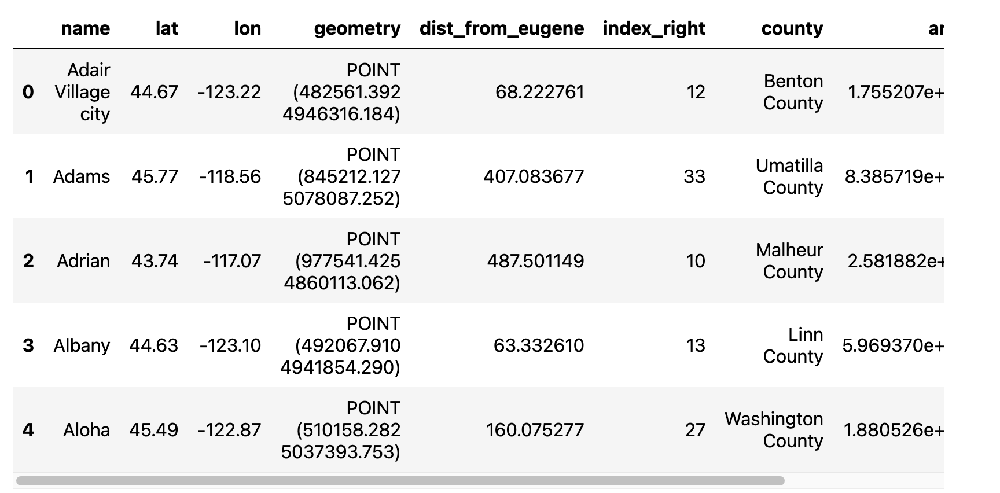 name lat lon geometry dist_from_eugene index_right county ar
0 Adair Village city 44.67 -123.22 POINT (482561.392 4946316.184) 68.222761 12 Benton County 1.755207e+
1 Adams 45.77 -118.56 POINT (845212.127 5078087.252) 407.083677 33 Umatilla County 8.385719e+
2 Adrian 43.74 -117.07 POINT (977541.425 4860113.062) 487.501149 10 Malheur County 2.581882e+
3 Albany 44.63 -123.10 POINT (492067.910 4941854.290) 63.332610 13 Linn County 5.969370e+
4 Aloha 45.49 -122.87 POINT (510158.282 5037393.753) 160.075277 27 Washington County 1.880526e+